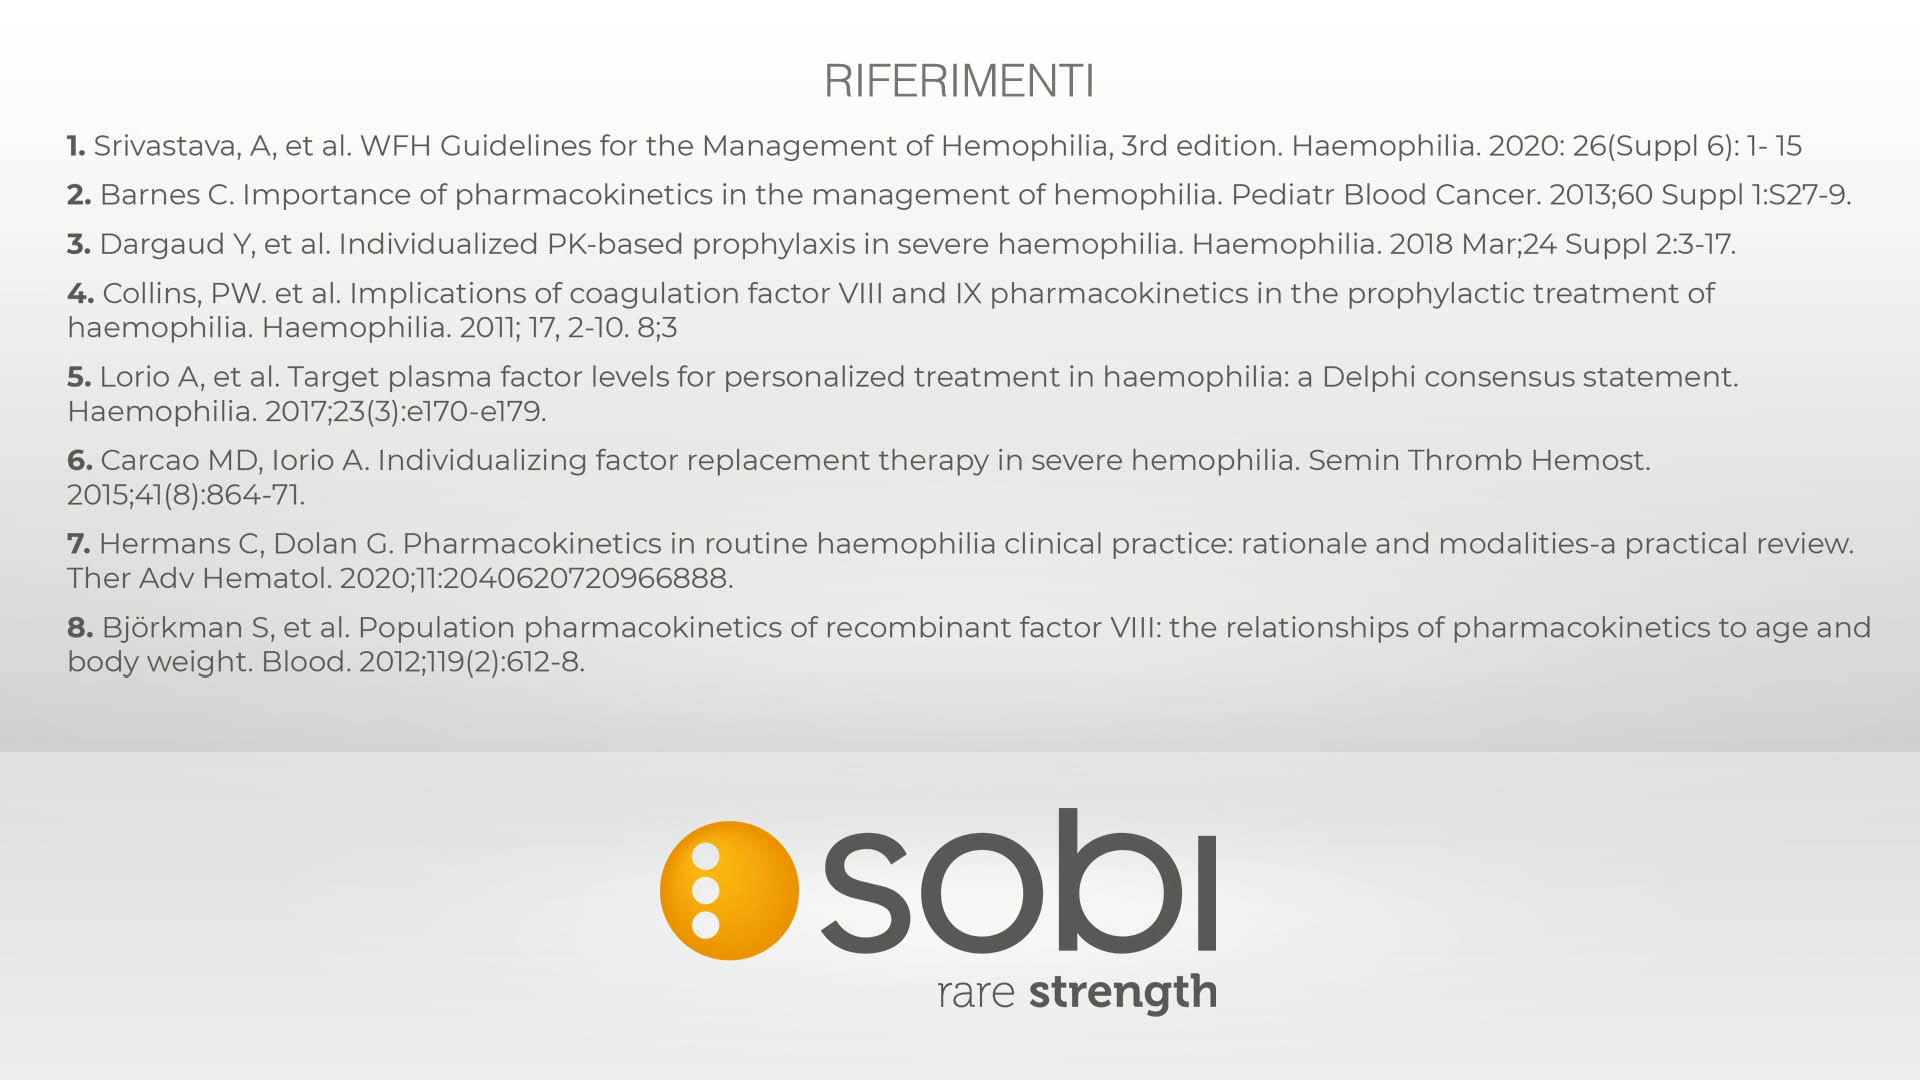 RIFERIMENTI
1. Srivastava, A, et al. WFH Guidelines for the Management of Hemophilia, 3rd edition. Haemophilia. 2020: 26(Suppl 6): 1- 15
2. Barnes C. Importance of pharmacokinetics in the management of hemophilia. Pediatr Blood Cancer. 2013;60 Suppl 1:S27-9.
3. Dargaud Y, et al. Individualized PK-based prophylaxis in severe haemophilia. Haemophilia. 2018 Mar;24 Suppl 2:3-17.
4. Collins, PW. et al. Implications of coagulation factor VIII and IX pharmacokinetics in the prophylactic treatment of
haemophilia. Haemophilia. 2011; 17, 2-10. 8;3
5. Lorio A, et al. Target plasma factor levels for personalized treatment in haemophilia: a Delphi consensus statement.
Haemophilia. 2017;23(3):e170-e179.
6. Carcao MD, Iorio A. Individualizing factor replacement therapy in severe hemophilia. Semin Thromb Hemost.
2015;41(8):864-71.
7. Hermans C, Dolan G. Pharmacokinetics in routine haemophilia clinical practice: rationale and modalities-a practical review.
Ther Adv Hematol. 2020;11:2040620720966888.
8. Björkman S, et al. Population pharmacokinetics of recombinant factor VIII: the relationships of pharmacokinetics to age and
body weight. Blood. 2012;119(2):612-8.
sobi
rare strength